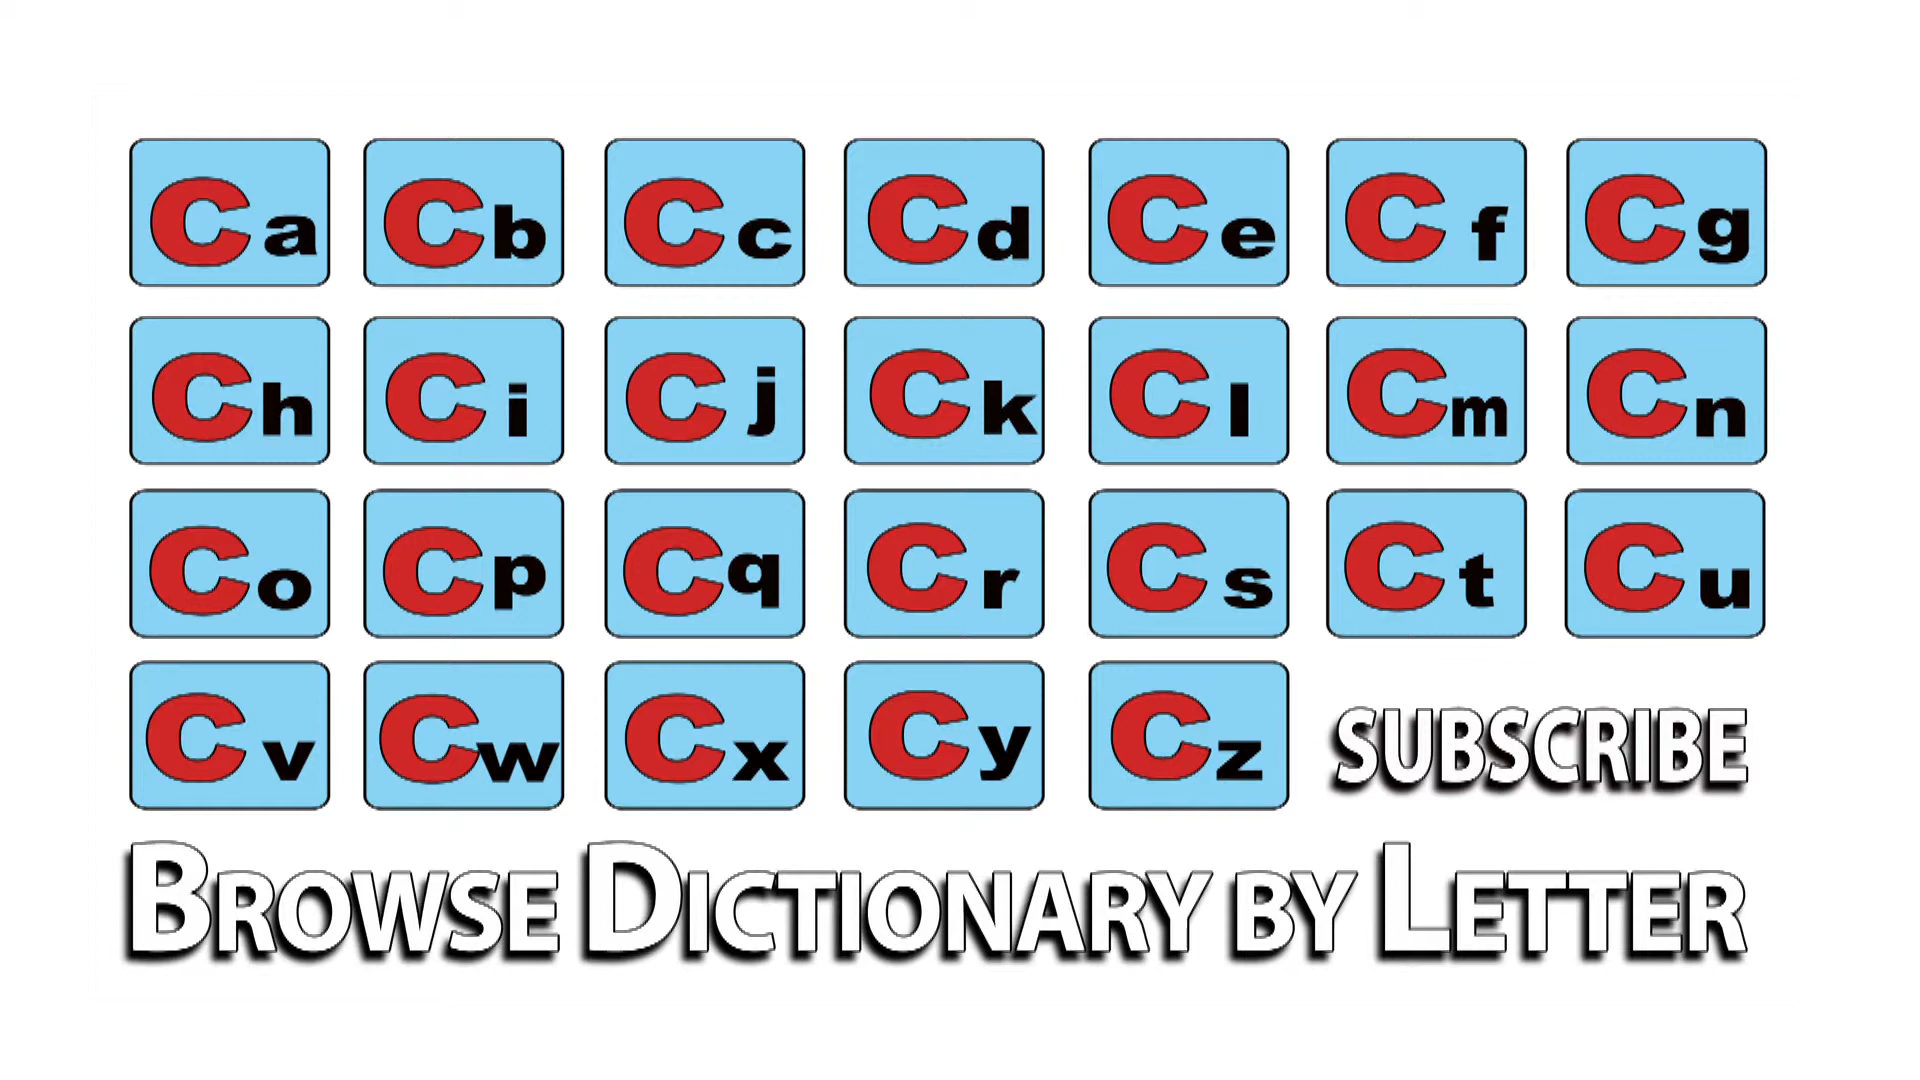 Ca Cb Cc Cd Ce Cf Cg
Ch Ci Cj Ck Cl Cm Cn
Co Cp Cq Cr Cs Ct Cu
Cv Cw Cx Cy Cz SUBSCRIBE
BROWSE DICTIONARY BY LETTER